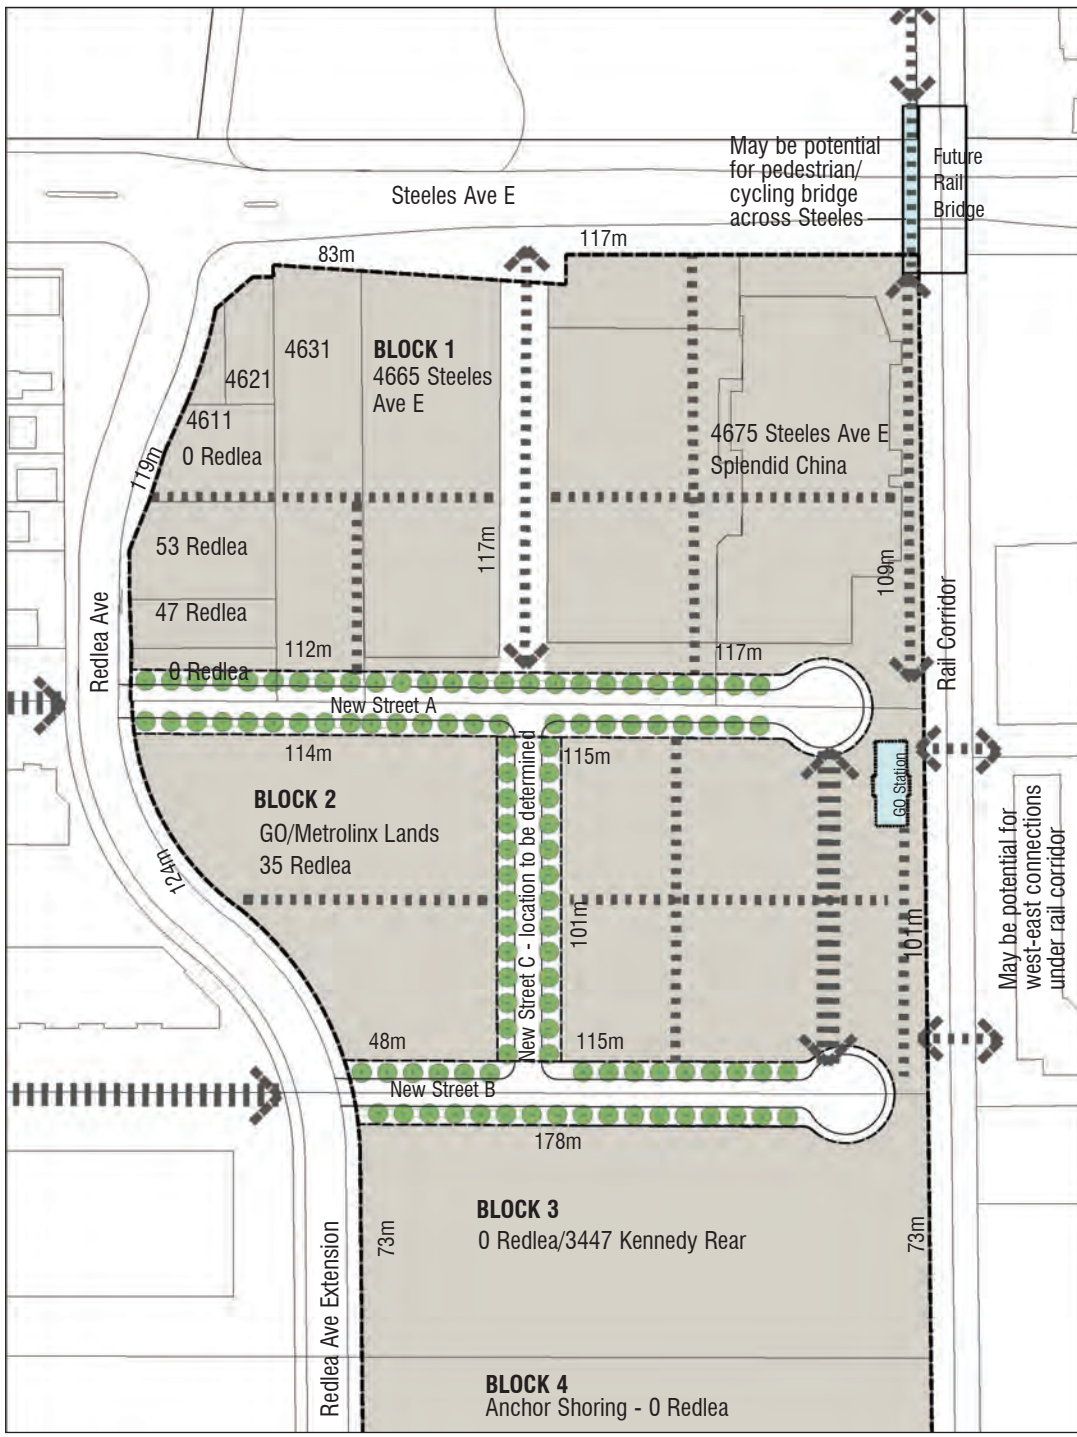 May be potential
for pedestrian/
cycling bridge
across Steeles
Future
Rail
Bridge
Steeles Ave E
117m
83m
4631
BLOCK 1
4665 Steeles
Ave E
4621
4611
0 Redlea
119m
4675 Steeles Ave E
Splendid China
53 Redlea
117m
109m
47 Redlea
Redlea Ave
Rail Corridor
112m
117m
0 Redlea
New Street A
114m
115m
New Street C - location to be determined
GO Station
BLOCK 2
GO/Metrolinx Lands
35 Redlea
124m
101m
101m
May be potential for
west-east connections
under rail corridor
48m
115m
New Street B
178m
BLOCK 3
0 Redlea/3447 Kennedy Rear
73m
73m
Redlea Ave Extension
BLOCK 4
Anchor Shoring - 0 Redlea